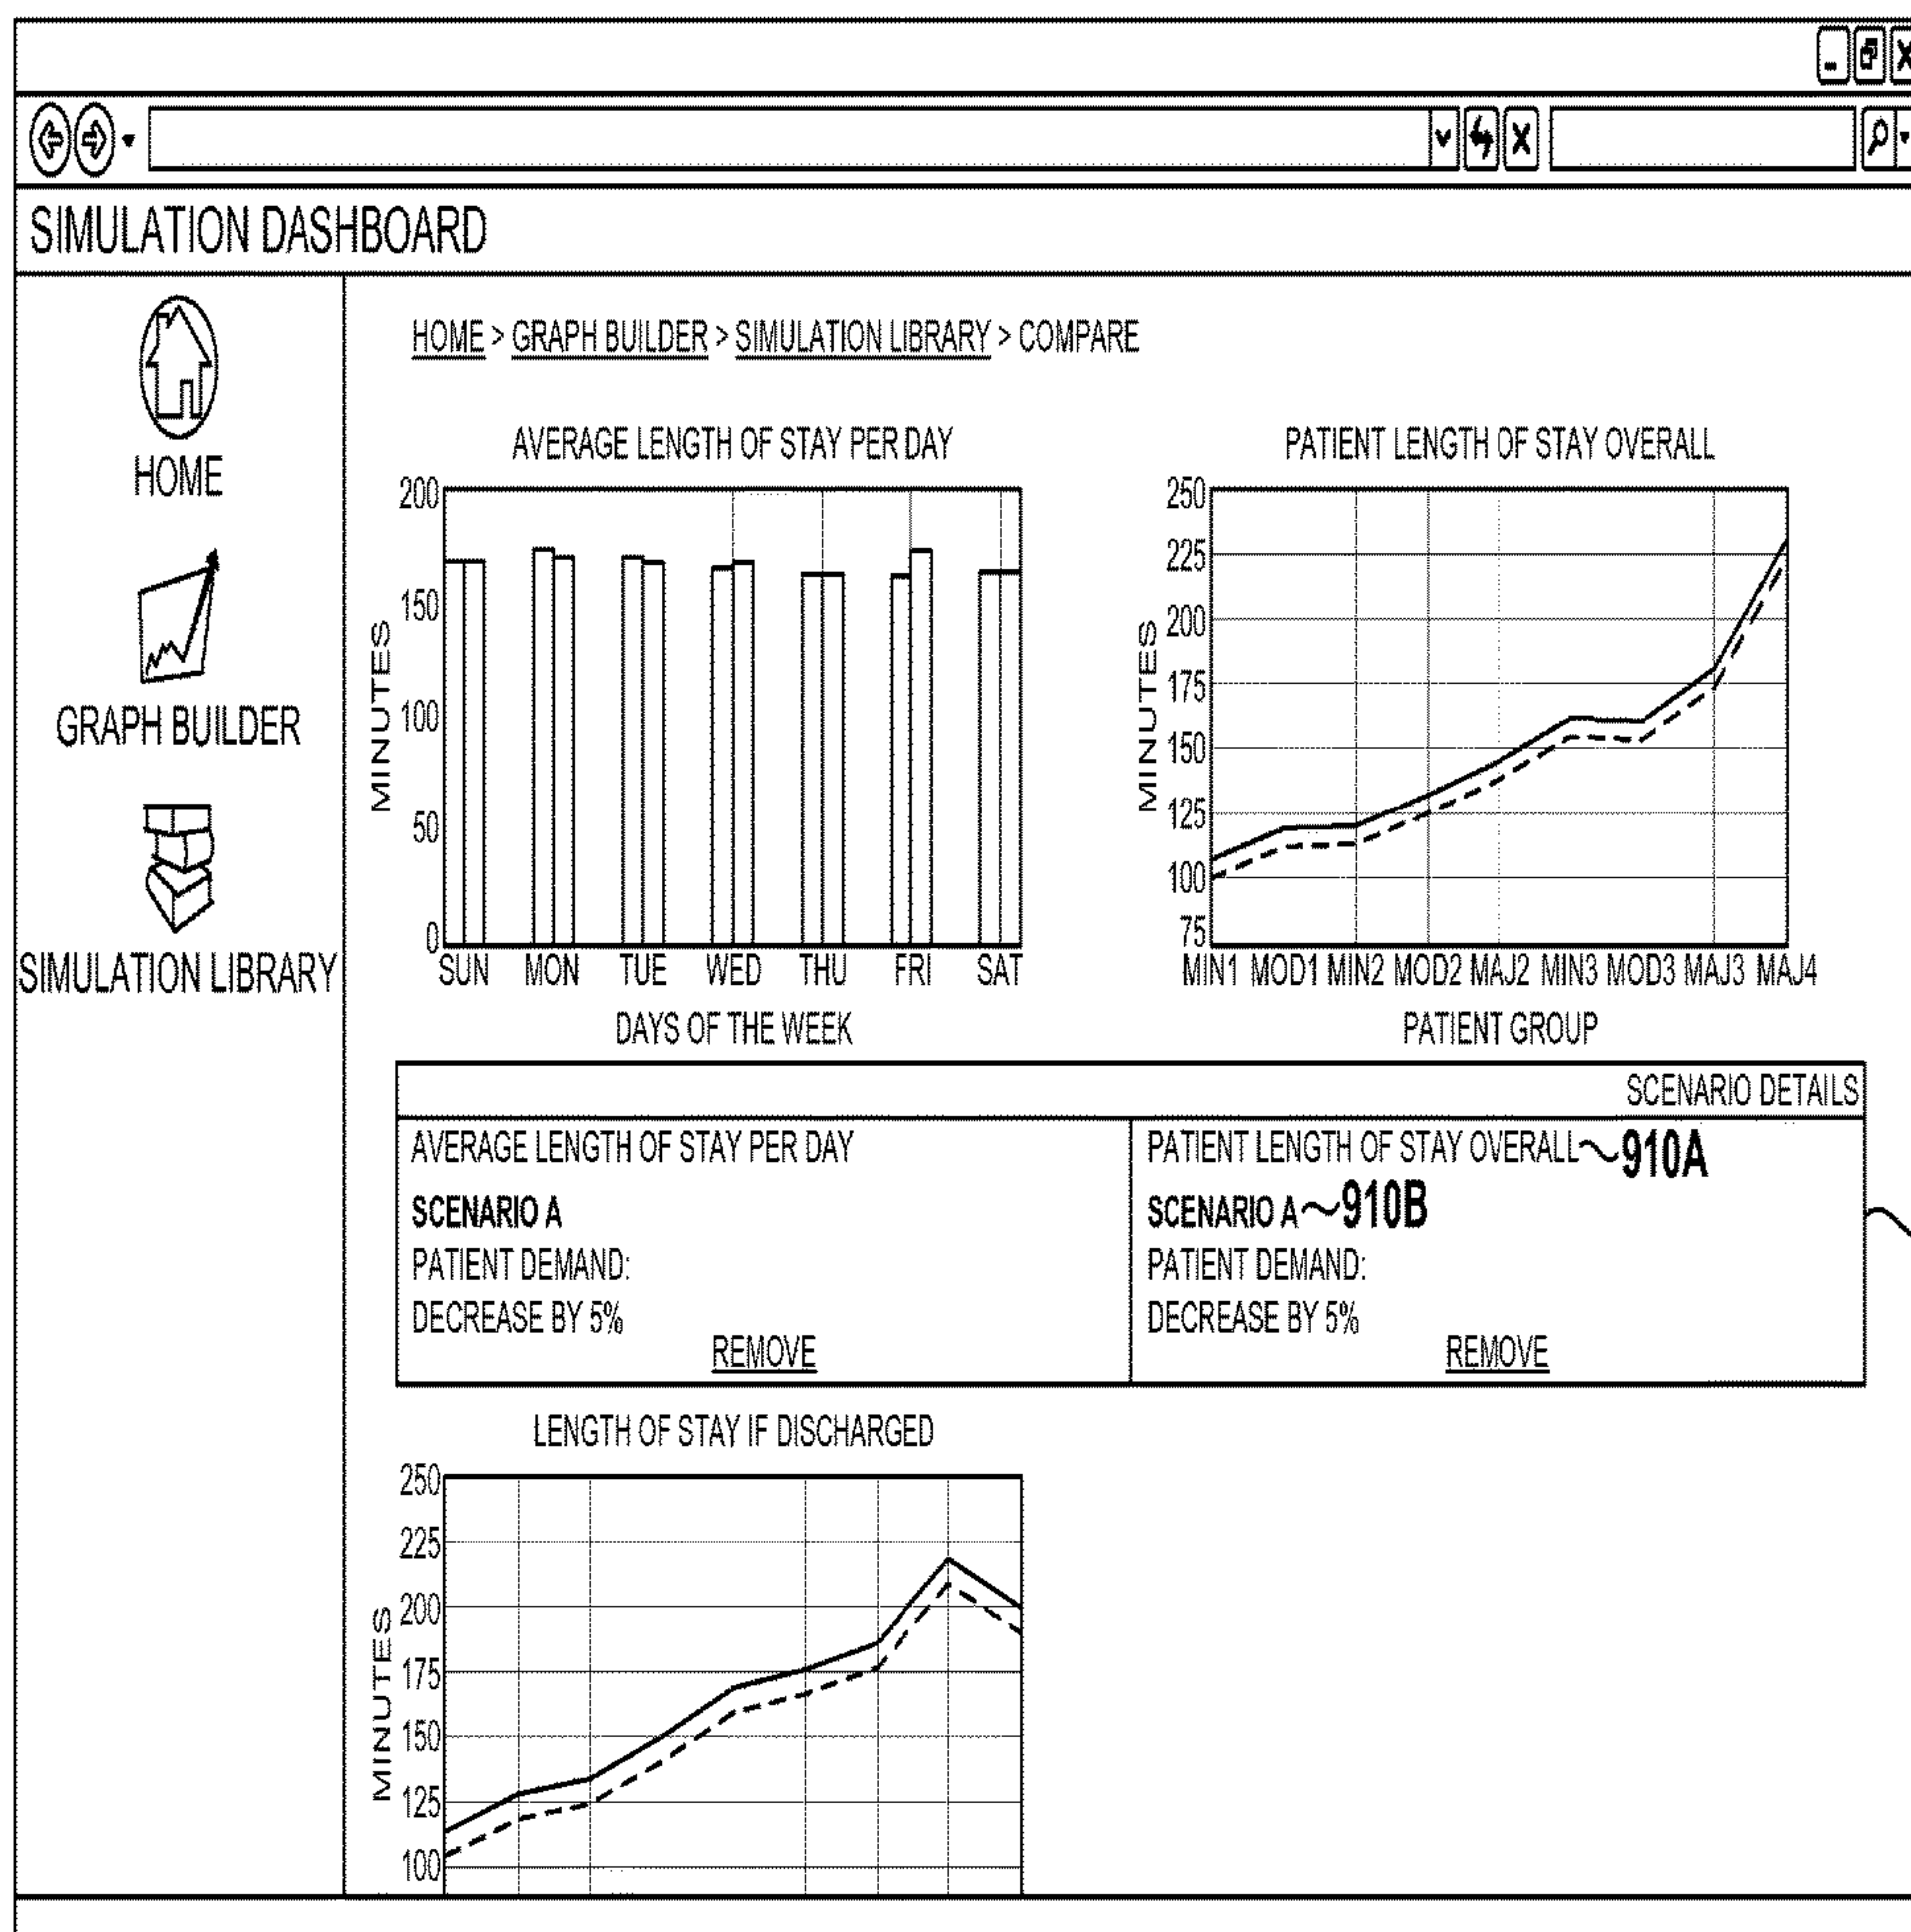 SIMULATION DASHBOARD
HOME
GRAPH BUILDER
SIMULATION LIBRARY
HOME > GRAPH BUILDER > SIMULATION LIBRARY > COMPARE
AVERAGE LENGTH OF STAY PER DAY
200
150
100
50
0
MINUTES
SUN MON TUE WED THU FRI SAT
DAYS OF THE WEEK
PATIENT LENGTH OF STAY OVERALL
250
225
200
175
150
125
100
75
MINUTES
MIN1 MOD1 MIN2 MOD2 MAJ2 MIN3 MOD3 MAJ3 MAJ4
PATIENT GROUP
SCENARIO DETAILS
AVERAGE LENGTH OF STAY PER DAY
SCENARIO A
PATIENT DEMAND:
DECREASE BY 5%
REMOVE
PATIENT LENGTH OF STAY OVERALL 910A
SCENARIO A 910B
PATIENT DEMAND:
DECREASE BY 5%
REMOVE
LENGTH OF STAY IF DISCHARGED
250
225
200
175
150
125
100
MINUTES